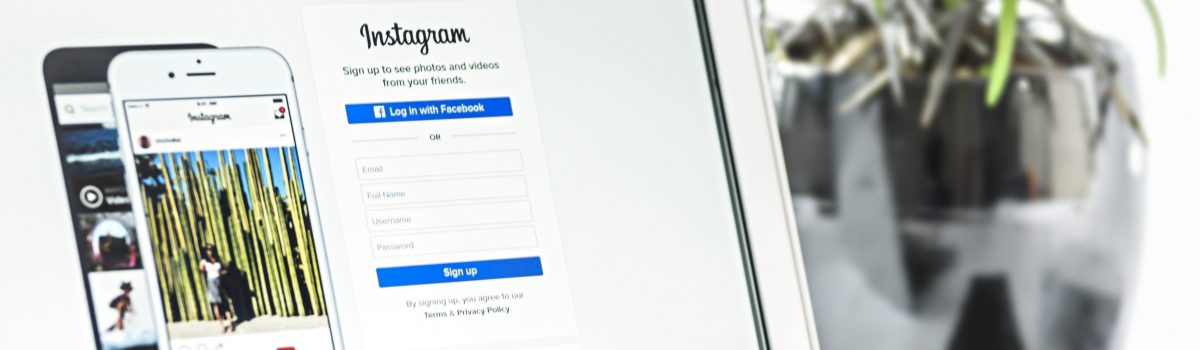 Instagram
Sign up to see photos and videos
from your friends.
f Log in with Facebook
OR
Email
Full Name
Username
Password
Sign up
By signing up, you agree to our
Terms & Privacy Policy
Search
Instagram